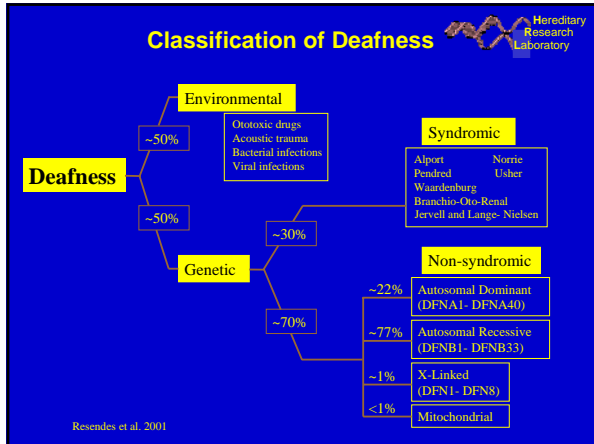 Classification of Deafness
Hereditary
Research
Laboratory
Environmental
~50%
Ototoxic drugs
Acoustic trauma
Bacterial infections
Viral infections
Deafness
~50%
Genetic
~30%
Syndromic
Alport Norrie
Pendred Usher
Waardenburg
Branchio-Oto-Renal
Jervell and Lange- Nielsen
~70%
Non-syndromic
~22%
Autosomal Dominant
(DFNA1- DFNA40)
~77%
Autosomal Recessive
(DFNB1- DFNB33)
~1%
X-Linked
(DFN1- DFN8)
<1%
Mitochondrial
Resendes et al. 2001